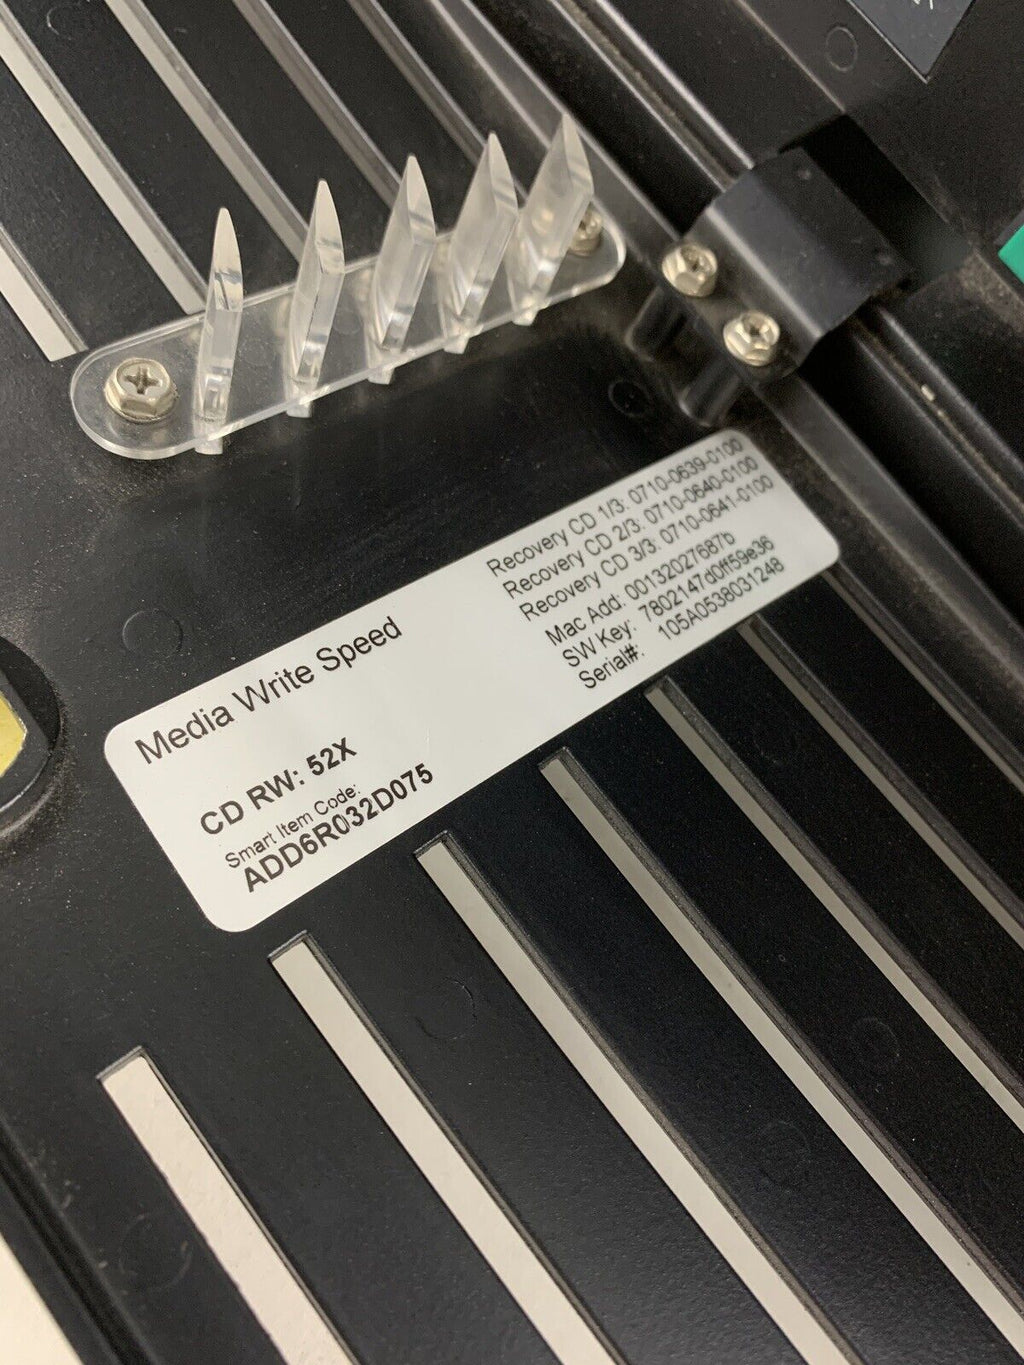 Media Write Speed
CD RW: 52X
Smart Item Code:
ADD6R032D075
Recovery CD 1/3: 0710-0639-0100
Recovery CD 2/3: 0710-0640-0100
Recovery CD 3/3: 0710-0641-0100
Mac Add: 00132027687b
SW Key: 7802147d0ff59e36
Serial#: 105A0538031248